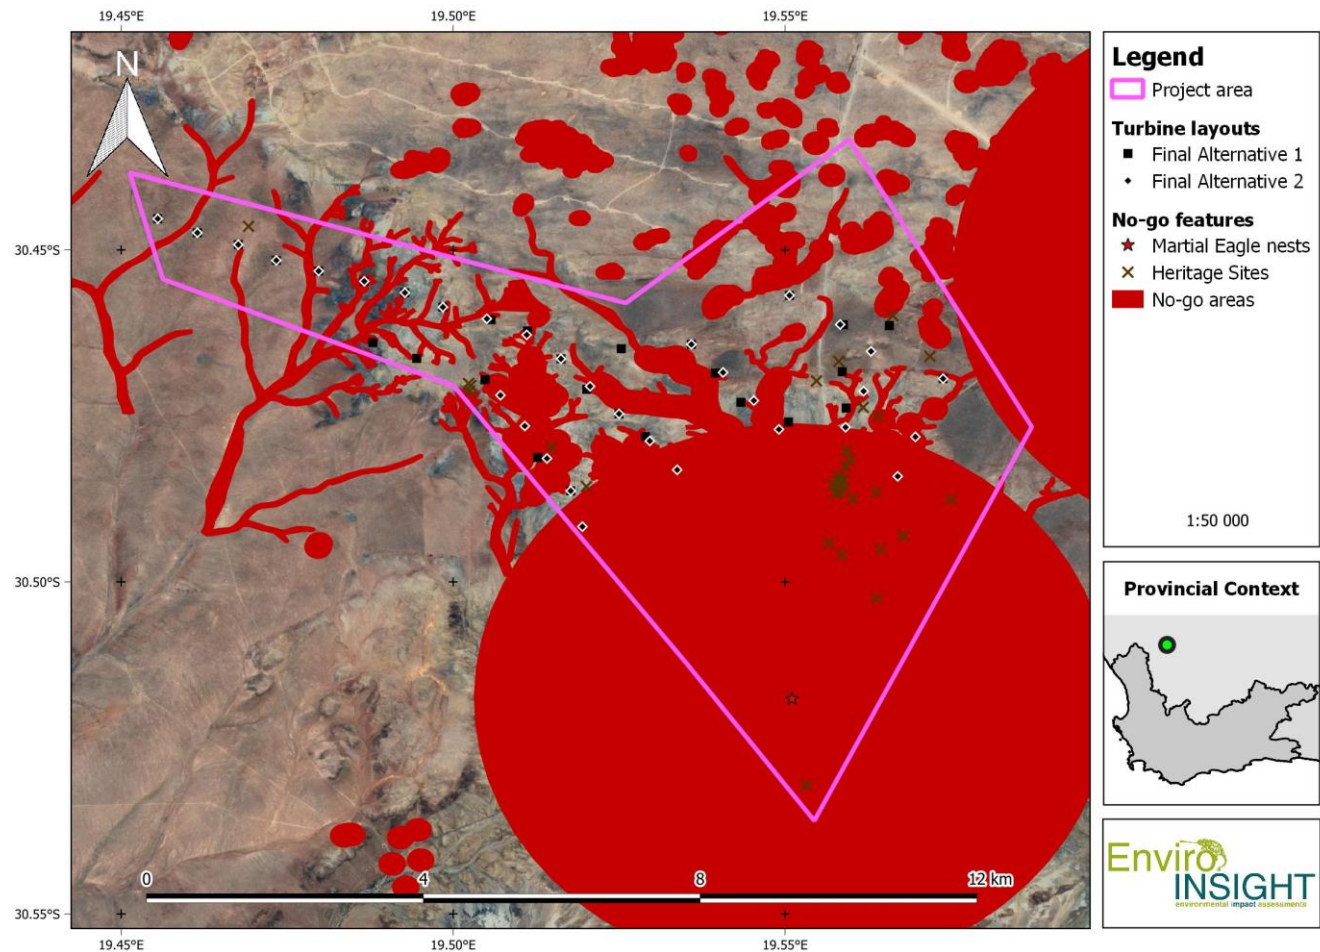 19.45°E 19.50°E 19.55°E
N
30.45°S
30.50°S
30.55°S
0 4 8 12 km
19.45°E 19.50°E 19.55°E
Legend
Project area
Turbine layouts
Final Alternative 1
Final Alternative 2
No-go features
Martial Eagle nests
Heritage Sites
No-go areas
1:50 000
Provincial Context
Enviro
INSIGHT
environmental impact assessments